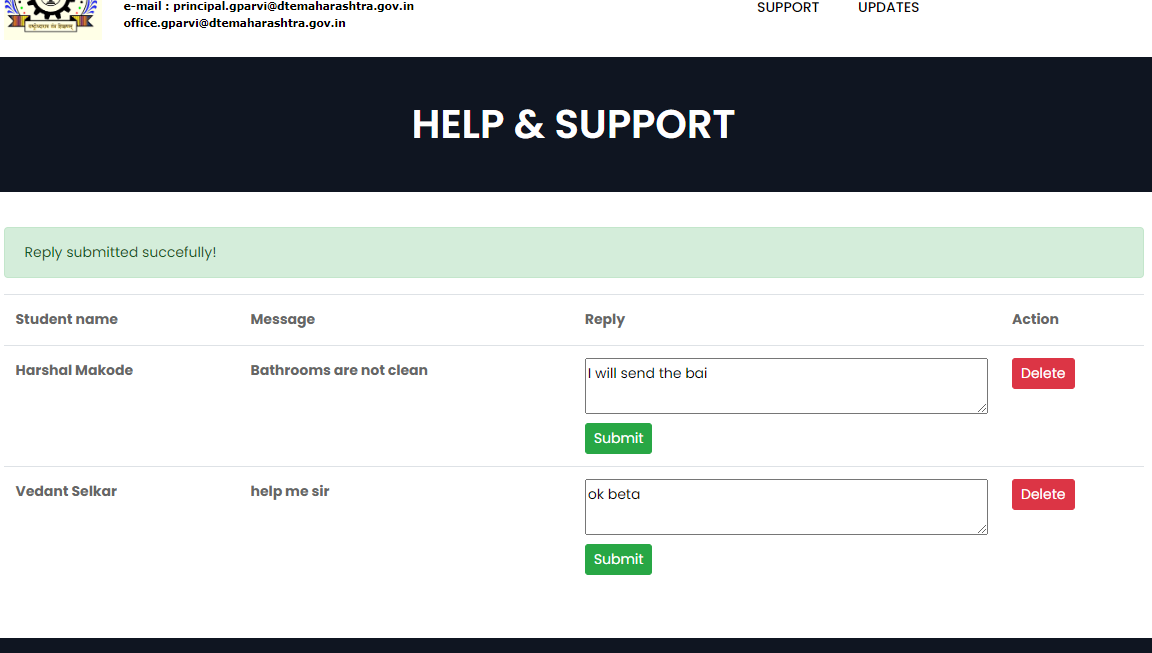 e-mail : principal.gparvi@dtemaharashtra.gov.in
office.gparvi@dtemaharashtra.gov.in
SUPPORT UPDATES
HELP & SUPPORT
Reply submitted succefully!
Student name Message Reply Action
Harshal Makode Bathrooms are not clean I will send the bai Delete
Submit
Vedant Selkar help me sir ok beta Delete
Submit